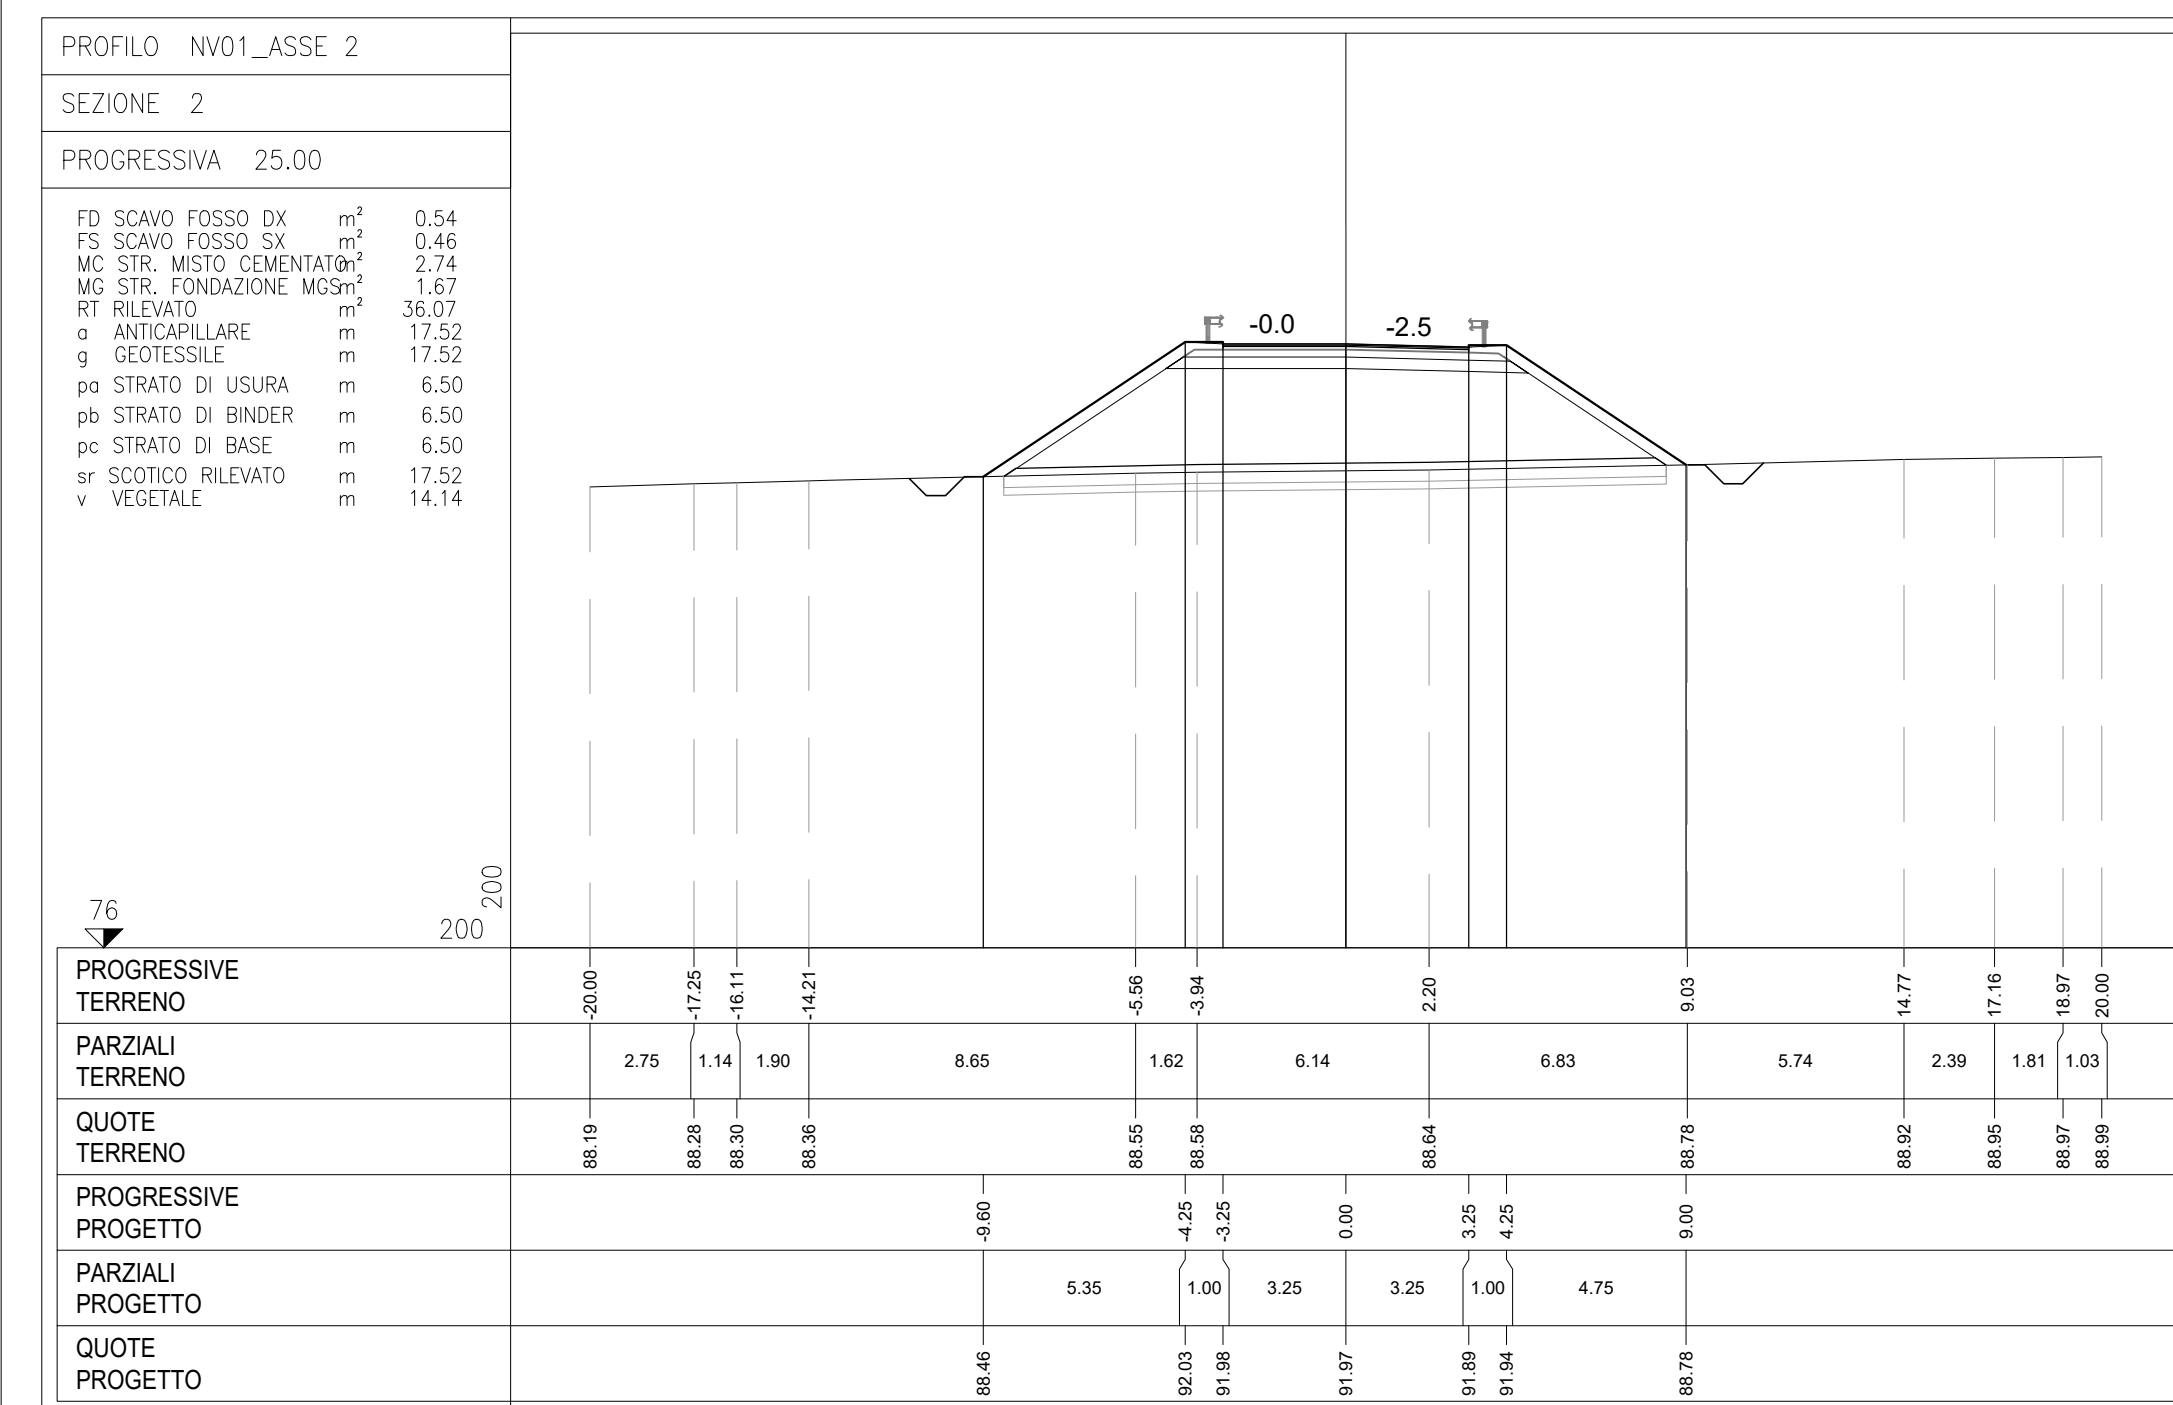 PROFILO NV01_ASSE 2
SEZIONE 2
PROGRESSIVA 25.00
FD SCAVO FOSSO DX m² 0.54
FS SCAVO FOSSO SX m² 0.46
MC STR. MISTO CEMENTATO m² 2.74
MG STR. FONDAZIONE MGS m² 1.67
RT RILEVATO m² 36.07
a ANTICAPILLARE m 17.52
g GEOTESSILE m 17.52
pa STRATO DI USURA m 6.50
pb STRATO DI BINDER m 6.50
pc STRATO DI BASE m 6.50
sr SCOTICO RILEVATO m 17.52
v VEGETALE m 14.14
-0.0 -2.5
76
200
200
PROGRESSIVE
TERRENO
-20.00 -17.25 -16.11 -14.21 -5.56 -3.94 2.20 9.03 14.77 17.16 18.97 20.00
PARZIALI
TERRENO
2.75 1.14 1.90 8.65 1.62 6.14 6.83 5.74 2.39 1.81 1.03
QUOTE
TERRENO
88.19 88.28 88.30 88.36 88.55 88.58 88.64 88.78 88.92 88.95 88.97 88.99
PROGRESSIVE
PROGETTO
-9.60 -4.25 -3.25 0.00 3.25 4.25 9.00
PARZIALI
PROGETTO
5.35 1.00 3.25 3.25 1.00 4.75
QUOTE
PROGETTO
88.46 92.03 91.98 91.97 91.89 91.94 88.78